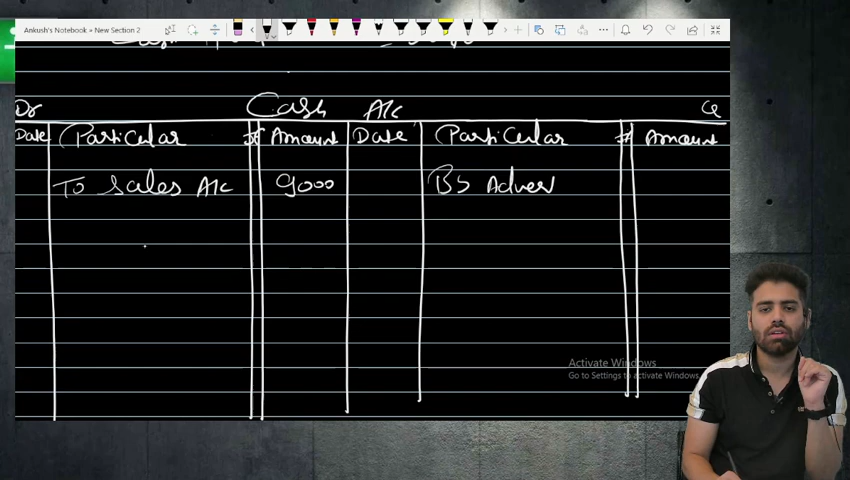 Ankush's Notebook » New Section 2
Dr Cash A/c Cr
Date Particular # Amount Date Particular # Amount
To Sales A/c 9000 By Adver
Activate Windows
Go to Settings to activate Windows.